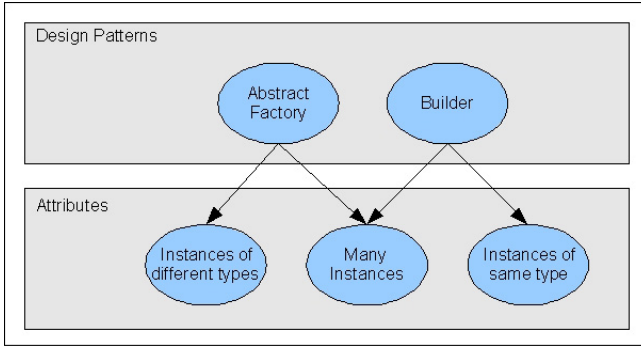 Design Patterns
Abstract
Factory
Builder
Attributes
Instances of
different types
Many
Instances
Instances of
same type